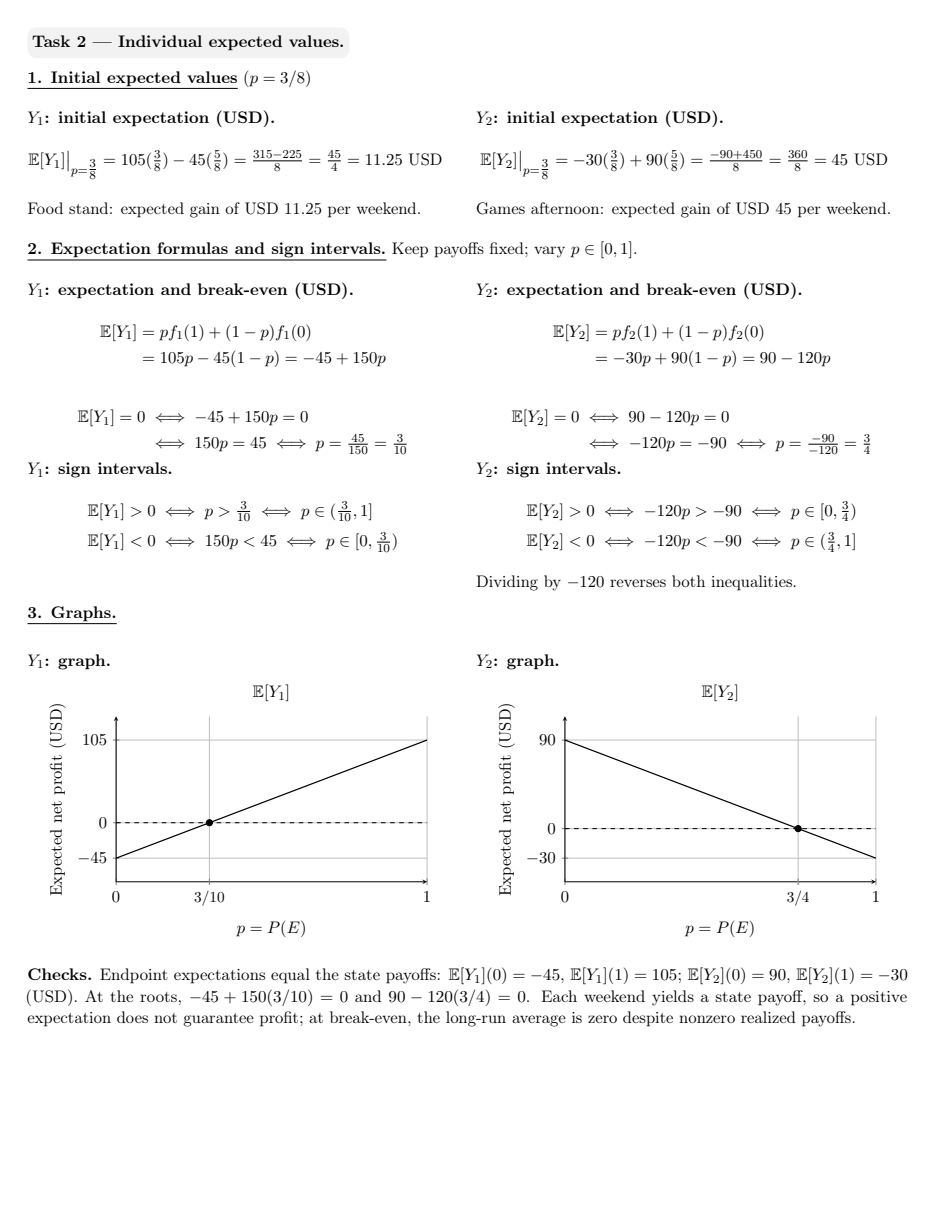 Task 2 — Individual expected values.
1. Initial expected values (p = 3/8)
Y₁: initial expectation (USD).
𝔼[Y₁]|_{p=3/8} = 105(3/8) − 45(5/8) = (315−225)/8 = 45/4 = 11.25 USD
Food stand: expected gain of USD 11.25 per weekend.
Y₂: initial expectation (USD).
𝔼[Y₂]|_{p=3/8} = −30(3/8) + 90(5/8) = (−90+450)/8 = 360/8 = 45 USD
Games afternoon: expected gain of USD 45 per weekend.
2. Expectation formulas and sign intervals. Keep payoffs fixed; vary p ∈ [0, 1].
Y₁: expectation and break-even (USD).
𝔼[Y₁] = pf₁(1) + (1 − p)f₁(0)
= 105p − 45(1 − p) = −45 + 150p
𝔼[Y₁] = 0 ⟺ −45 + 150p = 0
⟺ 150p = 45 ⟺ p = 45/150 = 3/10
Y₁: sign intervals.
𝔼[Y₁] > 0 ⟺ p > 3/10 ⟺ p ∈ (3/10, 1]
𝔼[Y₁] < 0 ⟺ 150p < 45 ⟺ p ∈ [0, 3/10)
Y₂: expectation and break-even (USD).
𝔼[Y₂] = pf₂(1) + (1 − p)f₂(0)
= −30p + 90(1 − p) = 90 − 120p
𝔼[Y₂] = 0 ⟺ 90 − 120p = 0
⟺ −120p = −90 ⟺ p = −90/−120 = 3/4
Y₂: sign intervals.
𝔼[Y₂] > 0 ⟺ −120p > −90 ⟺ p ∈ [0, 3/4)
𝔼[Y₂] < 0 ⟺ −120p < −90 ⟺ p ∈ (3/4, 1]
Dividing by −120 reverses both inequalities.
3. Graphs.
Y₁: graph.
𝔼[Y₁]
Expected net profit (USD)
105
0
−45
0 3/10 1
p = P(E)
Y₂: graph.
𝔼[Y₂]
Expected net profit (USD)
90
0
−30
0 3/4 1
p = P(E)
Checks. Endpoint expectations equal the state payoffs: 𝔼[Y₁](0) = −45, 𝔼[Y₁](1) = 105; 𝔼[Y₂](0) = 90, 𝔼[Y₂](1) = −30
(USD). At the roots, −45 + 150(3/10) = 0 and 90 − 120(3/4) = 0. Each weekend yields a state payoff, so a positive
expectation does not guarantee profit; at break-even, the long-run average is zero despite nonzero realized payoffs.